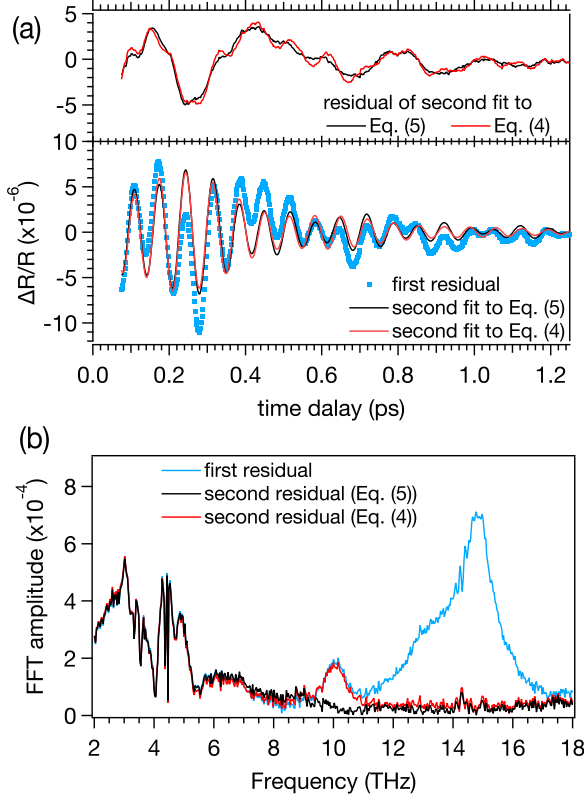 (a)
5
0
-5
residual of second fit to
Eq. (5) Eq. (4)
10
5
0
-5
-10
ΔR/R (x10⁻⁶)
first residual
second fit to Eq. (5)
second fit to Eq. (4)
0.0 0.2 0.4 0.6 0.8 1.0 1.2
time dalay (ps)
(b)
first residual
second residual (Eq. (5))
second residual (Eq. (4))
8
6
4
2
0
FFT amplitude (x10⁻⁴)
2 4 6 8 10 12 14 16 18
Frequency (THz)